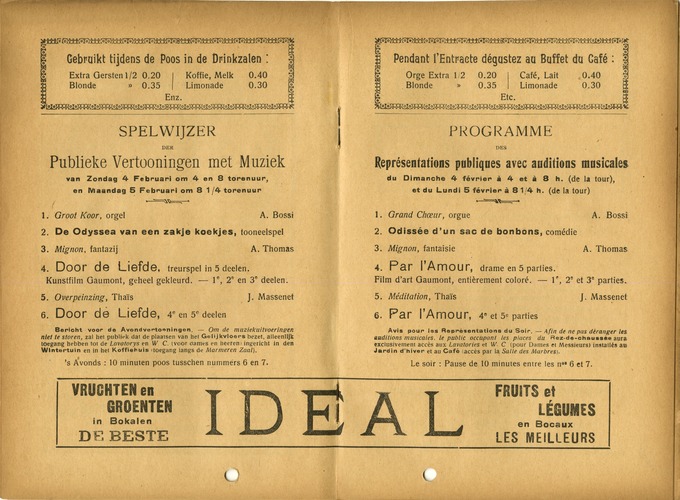 Gebruikt tijdens de Poos in de Drinkzalen :
Extra Gersten 1/2 0.20 Koffie, Melk 0.40
Blonde » 0.35 Limonade 0.30
Enz.
SPELWIJZER
DER
Publieke Vertooningen met Muziek
van Zondag 4 Februari om 4 en 8 torenuur,
en Maandag 5 Februari om 8 1/4 torenuur
1. Groot Koor, orgel A. Bossi
2. De Odyssea van een zakje koekjes, tooneelspel
3. Mignon, fantazij A. Thomas
4. Door de Liefde, treurspel in 5 deelen.
Kunstfilm Gaumont, geheel gekleurd. — 1e, 2e en 3e deelen.
5. Overpeinzing, Thaïs J. Massenet
6. Door de Liefde, 4e en 5e deelen
Bericht voor de Avondvertooningen. — Om de muziekuitvoeringen
niet te storen, zal het publiek dat de plaatsen van het Gelijkvloers bezet, alleenlijk
toegang hebben tot de Lavatorys en W. C. (voor dames en heeren) ingericht in den
Wintertuin en in het Koffiehuis (toegang langs de Marmeren Zaal).
's Avonds : 10 minuten poos tusschen nummers 6 en 7.
Pendant l'Entracte dégustez au Buffet du Café :
Orge Extra 1/2 0.20 Café, Lait 0.40
Blonde » 0.35 Limonade 0.30
Etc.
PROGRAMME
DES
Représentations publiques avec auditions musicales
du Dimanche 4 février à 4 et à 8 h. (de la tour),
et du Lundi 5 février à 8 1/4 h. (de la tour)
1. Grand Chœur, orgue A. Bossi
2. Odissée d'un sac de bonbons, comédie
3. Mignon, fantaisie A. Thomas
4. Par l'Amour, drame en 5 parties.
Film d'art Gaumont, entièrement coloré. — 1e, 2e et 3e parties.
5. Méditation, Thaïs J. Massenet
6. Par l'Amour, 4e et 5e parties
Avis pour les Représentations du Soir. — Afin de ne pas déranger les
auditions musicales, le public occupant les places du Rez-de-chaussée aura
exclusivement accès aux Lavatories et W. C. (pour Dames et Messieurs) installés au
Jardin d'hiver et au Café (accès par la Salle des Marbres).
Le soir : Pause de 10 minutes entre les nos 6 et 7.
VRUCHTEN en
GROENTEN
in Bokalen
DE BESTE
IDEAL
FRUITS et
LÉGUMES
en Bocaux
LES MEILLEURS